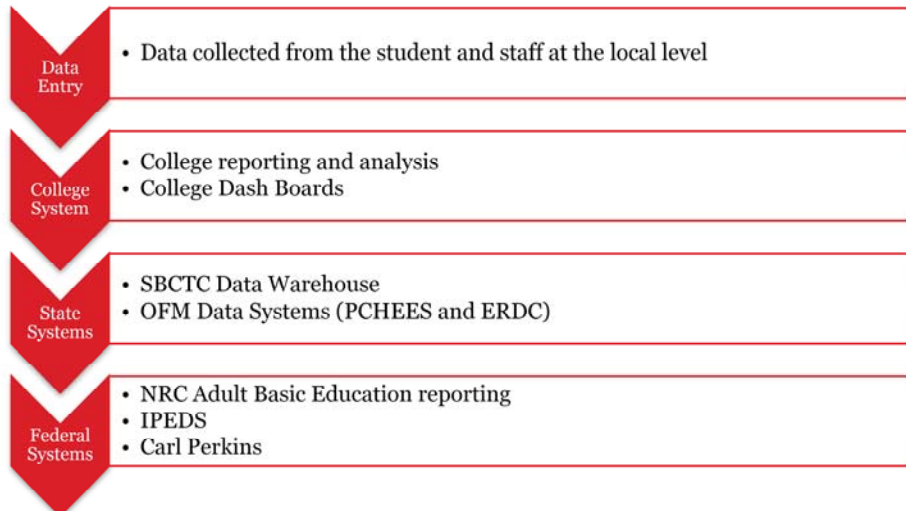 Data
Entry
• Data collected from the student and staff at the local level
College
System
• College reporting and analysis
• College Dash Boards
State
Systems
• SBCTC Data Warehouse
• OFM Data Systems (PCHEES and ERDC)
Federal
Systems
• NRC Adult Basic Education reporting
• IPEDS
• Carl Perkins